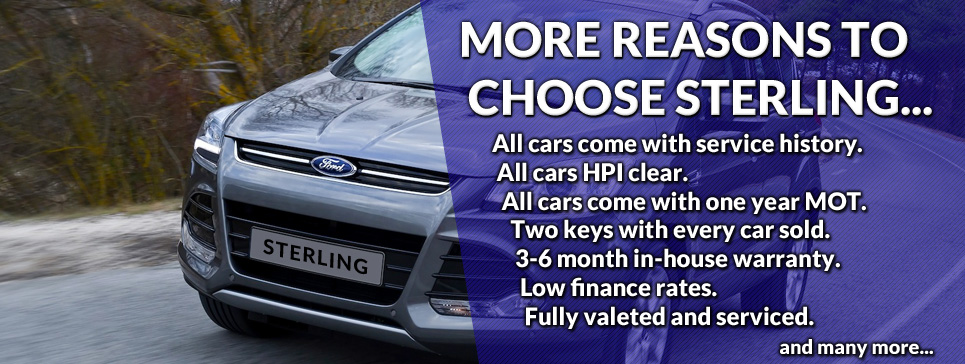 MORE REASONS TO
CHOOSE STERLING...
All cars come with service history.
All cars HPI clear.
All cars come with one year MOT.
Two keys with every car sold.
3-6 month in-house warranty.
Low finance rates.
Fully valeted and serviced.
and many more...
Ford
STERLING